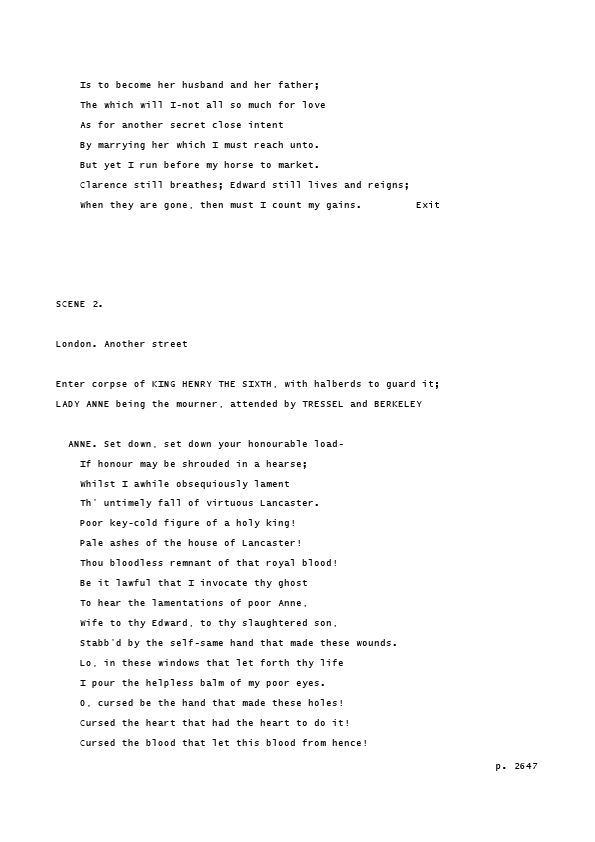 Is to become her husband and her father;
The which will I-not all so much for love
As for another secret close intent
By marrying her which I must reach unto.
But yet I run before my horse to market.
Clarence still breathes; Edward still lives and reigns;
When they are gone, then must I count my gains.         Exit
SCENE 2.
London. Another street
Enter corpse of KING HENRY THE SIXTH, with halberds to guard it;
LADY ANNE being the mourner, attended by TRESSEL and BERKELEY
ANNE. Set down, set down your honourable load-
If honour may be shrouded in a hearse;
Whilst I awhile obsequiously lament
Th' untimely fall of virtuous Lancaster.
Poor key-cold figure of a holy king!
Pale ashes of the house of Lancaster!
Thou bloodless remnant of that royal blood!
Be it lawful that I invocate thy ghost
To hear the lamentations of poor Anne,
Wife to thy Edward, to thy slaughtered son,
Stabb'd by the self-same hand that made these wounds.
Lo, in these windows that let forth thy life
I pour the helpless balm of my poor eyes.
O, cursed be the hand that made these holes!
Cursed the heart that had the heart to do it!
Cursed the blood that let this blood from hence!
p. 2647